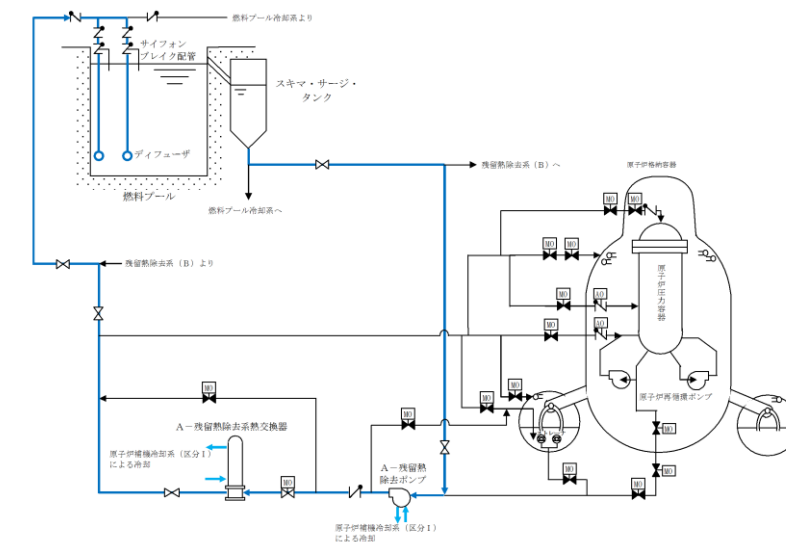 燃料プール冷却系より
サイフォン
ブレイク配管
スキマ・サージ・
タンク
ディフューザ
燃料プール
残留熱除去系（B）へ
燃料プール冷却系へ
原子炉格納容器
MO
MO
MO
MO
残留熱除去系（B）より
原子炉圧力容器
MO
AO
MO
AO
原子炉再循環ポンプ
MO
MO
MO
MO
MO
A－残留熱除去系熱交換器
原子炉補機冷却系（区分Ⅰ）
による冷却
A－残留熱
除去ポンプ
MO
MO
MO
MO
原子炉補機冷却系（区分Ⅰ）
による冷却